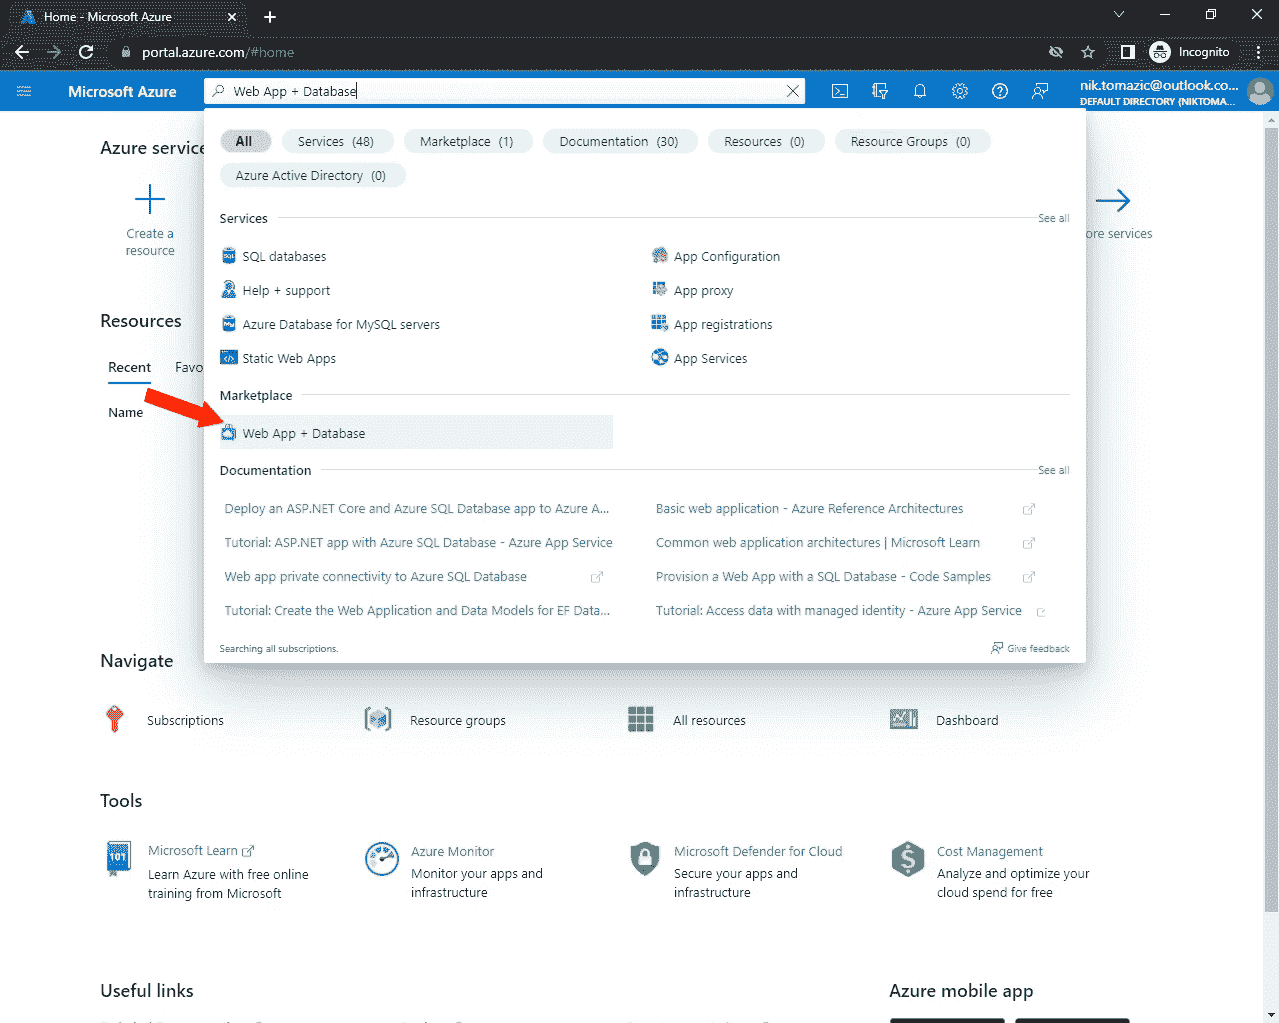 Home - Microsoft Azure
portal.azure.com/#home
Incognito
Microsoft Azure
Web App + Database
nik.tomazic@outlook.co...
DEFAULT DIRECTORY (NIKTOMA...
All
Services (48)
Marketplace (1)
Documentation (30)
Resources (0)
Resource Groups (0)
Azure Active Directory (0)
Azure service
Create a
resource
ore services
Services
See all
SQL databases
App Configuration
Help + support
App proxy
Azure Database for MySQL servers
App registrations
Static Web Apps
App Services
Resources
Recent
Favo
Name
Marketplace
Web App + Database
Documentation
See all
Deploy an ASP.NET Core and Azure SQL Database app to Azure A...
Basic web application - Azure Reference Architectures
Tutorial: ASP.NET app with Azure SQL Database - Azure App Service
Common web application architectures | Microsoft Learn
Web app private connectivity to Azure SQL Database
Provision a Web App with a SQL Database - Code Samples
Tutorial: Create the Web Application and Data Models for EF Data...
Tutorial: Access data with managed identity - Azure App Service
Searching all subscriptions.
Give feedback
Navigate
Subscriptions
Resource groups
All resources
Dashboard
Tools
101
Microsoft Learn
Learn Azure with free online
training from Microsoft
Azure Monitor
Monitor your apps and
infrastructure
Microsoft Defender for Cloud
Secure your apps and
infrastructure
Cost Management
Analyze and optimize your
cloud spend for free
Useful links
Azure mobile app